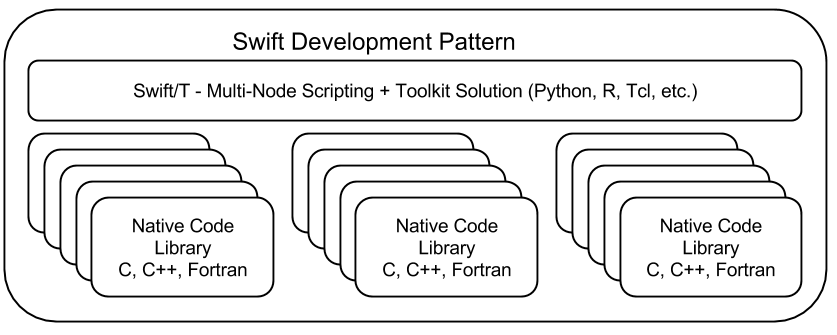 Swift Development Pattern
Swift/T - Multi-Node Scripting + Toolkit Solution (Python, R, Tcl, etc.)
Native Code
Library
C, C++, Fortran
Native Code
Library
C, C++, Fortran
Native Code
Library
C, C++, Fortran